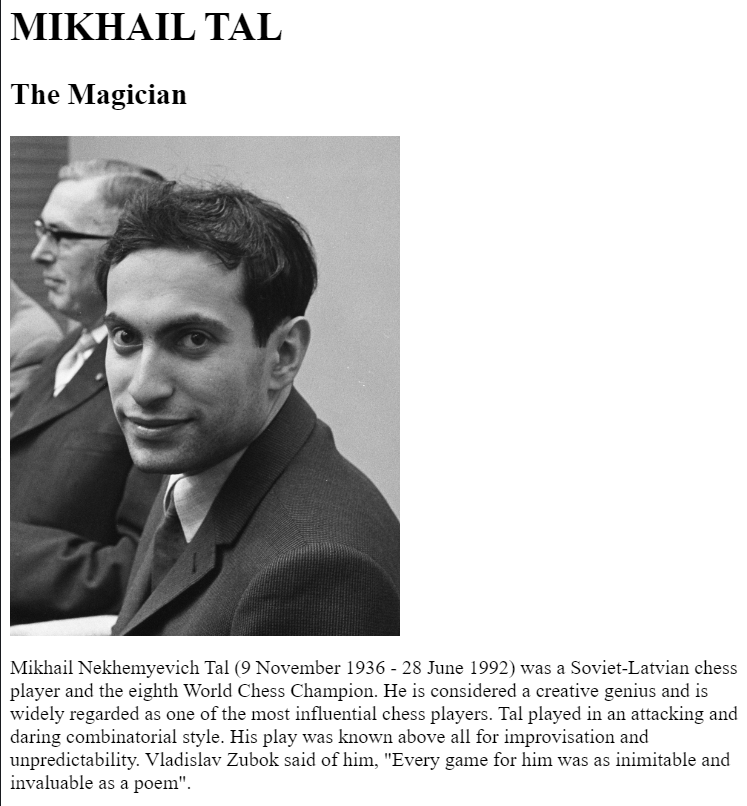 MIKHAIL TAL
The Magician
Mikhail Nekhemyevich Tal (9 November 1936 - 28 June 1992) was a Soviet-Latvian chess
player and the eighth World Chess Champion. He is considered a creative genius and is
widely regarded as one of the most influential chess players. Tal played in an attacking and
daring combinatorial style. His play was known above all for improvisation and
unpredictability. Vladislav Zubok said of him, "Every game for him was as inimitable and
invaluable as a poem".